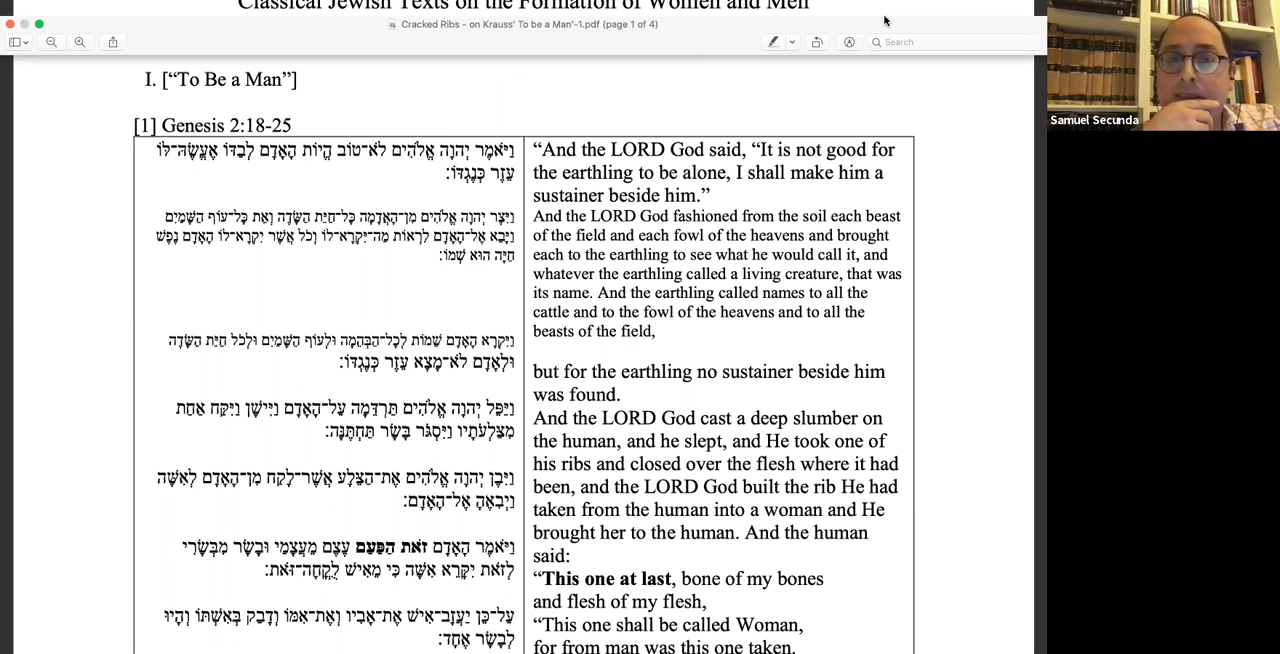 Classical Jewish Texts on the Formation of Women and Men
Cracked Ribs - on Krauss' To be a Man'-1.pdf (page 1 of 4)
Search
Samuel Secunda
I. [“To Be a Man”]
[1] Genesis 2:18-25
וַיֹּאמֶר יְהוָה אֱלֹהִים לֹא־טוֹב הֱיוֹת הָאָדָם לְבַדּוֹ אֶעֱשֶׂהּ־לּוֹ
עֵזֶר כְּנֶגְדּוֹ׃
וַיִּצֶר יְהוָה אֱלֹהִים מִן־הָאֲדָמָה כָּל־חַיַּת הַשָּׂדֶה וְאֵת כָּל־עוֹף הַשָּׁמַיִם
וַיָּבֵא אֶל־הָאָדָם לִרְאוֹת מַה־יִּקְרָא־לוֹ וְכֹל אֲשֶׁר יִקְרָא־לוֹ הָאָדָם נֶפֶשׁ
חַיָּה הוּא שְׁמוֹ׃
וַיִּקְרָא הָאָדָם שֵׁמוֹת לְכָל־הַבְּהֵמָה וּלְעוֹף הַשָּׁמַיִם וּלְכֹל חַיַּת הַשָּׂדֶה
וּלְאָדָם לֹא־מָצָא עֵזֶר כְּנֶגְדּוֹ׃
וַיַּפֵּל יְהוָה אֱלֹהִים תַּרְדֵּמָה עַל־הָאָדָם וַיִּישָׁן וַיִּקַּח אַחַת
מִצַּלְעֹתָיו וַיִּסְגֹּר בָּשָׂר תַּחְתֶּנָּה׃
וַיִּבֶן יְהוָה אֱלֹהִים אֶת־הַצֵּלָע אֲשֶׁר־לָקַח מִן־הָאָדָם לְאִשָּׁה
וַיְבִאֶהָ אֶל־הָאָדָם׃
וַיֹּאמֶר הָאָדָם זֹאת הַפַּעַם עֶצֶם מֵעֲצָמַי וּבָשָׂר מִבְּשָׂרִי
לְזֹאת יִקָּרֵא אִשָּׁה כִּי מֵאִישׁ לֻקֳחָה־זֹּאת׃
עַל־כֵּן יַעֲזָב־אִישׁ אֶת־אָבִיו וְאֶת־אִמּוֹ וְדָבַק בְּאִשְׁתּוֹ וְהָיוּ
לְבָשָׂר אֶחָד׃
“And the LORD God said, “It is not good for
the earthling to be alone, I shall make him a
sustainer beside him.”
And the LORD God fashioned from the soil each beast
of the field and each fowl of the heavens and brought
each to the earthling to see what he would call it, and
whatever the earthling called a living creature, that was
its name. And the earthling called names to all the
cattle and to the fowl of the heavens and to all the
beasts of the field,
but for the earthling no sustainer beside him
was found.
And the LORD God cast a deep slumber on
the human, and he slept, and He took one of
his ribs and closed over the flesh where it had
been, and the LORD God built the rib He had
taken from the human into a woman and He
brought her to the human. And the human
said:
“This one at last, bone of my bones
and flesh of my flesh,
“This one shall be called Woman,
for from man was this one taken.